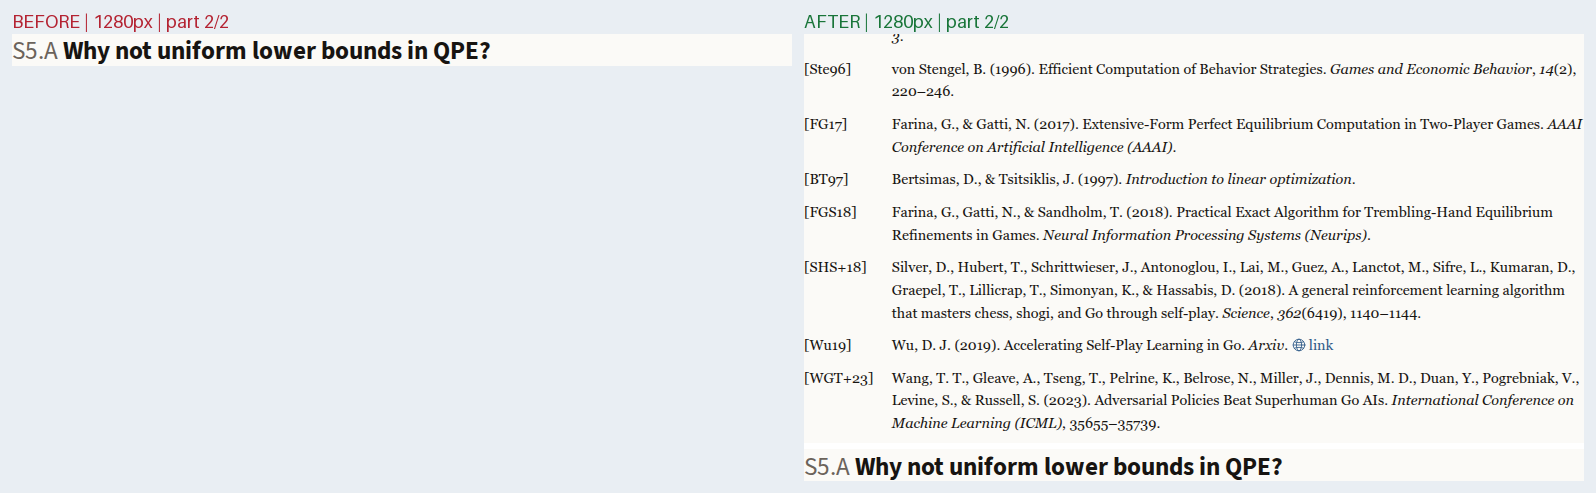 BEFORE | 1280px | part 2/2
S5.A Why not uniform lower bounds in QPE?
AFTER | 1280px | part 2/2
3.
[Ste96] von Stengel, B. (1996). Efficient Computation of Behavior Strategies. Games and Economic Behavior, 14(2),
220–246.
[FG17] Farina, G., & Gatti, N. (2017). Extensive-Form Perfect Equilibrium Computation in Two-Player Games. AAAI
Conference on Artificial Intelligence (AAAI).
[BT97] Bertsimas, D., & Tsitsiklis, J. (1997). Introduction to linear optimization.
[FGS18] Farina, G., Gatti, N., & Sandholm, T. (2018). Practical Exact Algorithm for Trembling-Hand Equilibrium
Refinements in Games. Neural Information Processing Systems (Neurips).
[SHS+18] Silver, D., Hubert, T., Schrittwieser, J., Antonoglou, I., Lai, M., Guez, A., Lanctot, M., Sifre, L., Kumaran, D.,
Graepel, T., Lillicrap, T., Simonyan, K., & Hassabis, D. (2018). A general reinforcement learning algorithm
that masters chess, shogi, and Go through self-play. Science, 362(6419), 1140–1144.
[Wu19] Wu, D. J. (2019). Accelerating Self-Play Learning in Go. Arxiv. link
[WGT+23] Wang, T. T., Gleave, A., Tseng, T., Pelrine, K., Belrose, N., Miller, J., Dennis, M. D., Duan, Y., Pogrebniak, V.,
Levine, S., & Russell, S. (2023). Adversarial Policies Beat Superhuman Go AIs. International Conference on
Machine Learning (ICML), 35655–35739.
S5.A Why not uniform lower bounds in QPE?